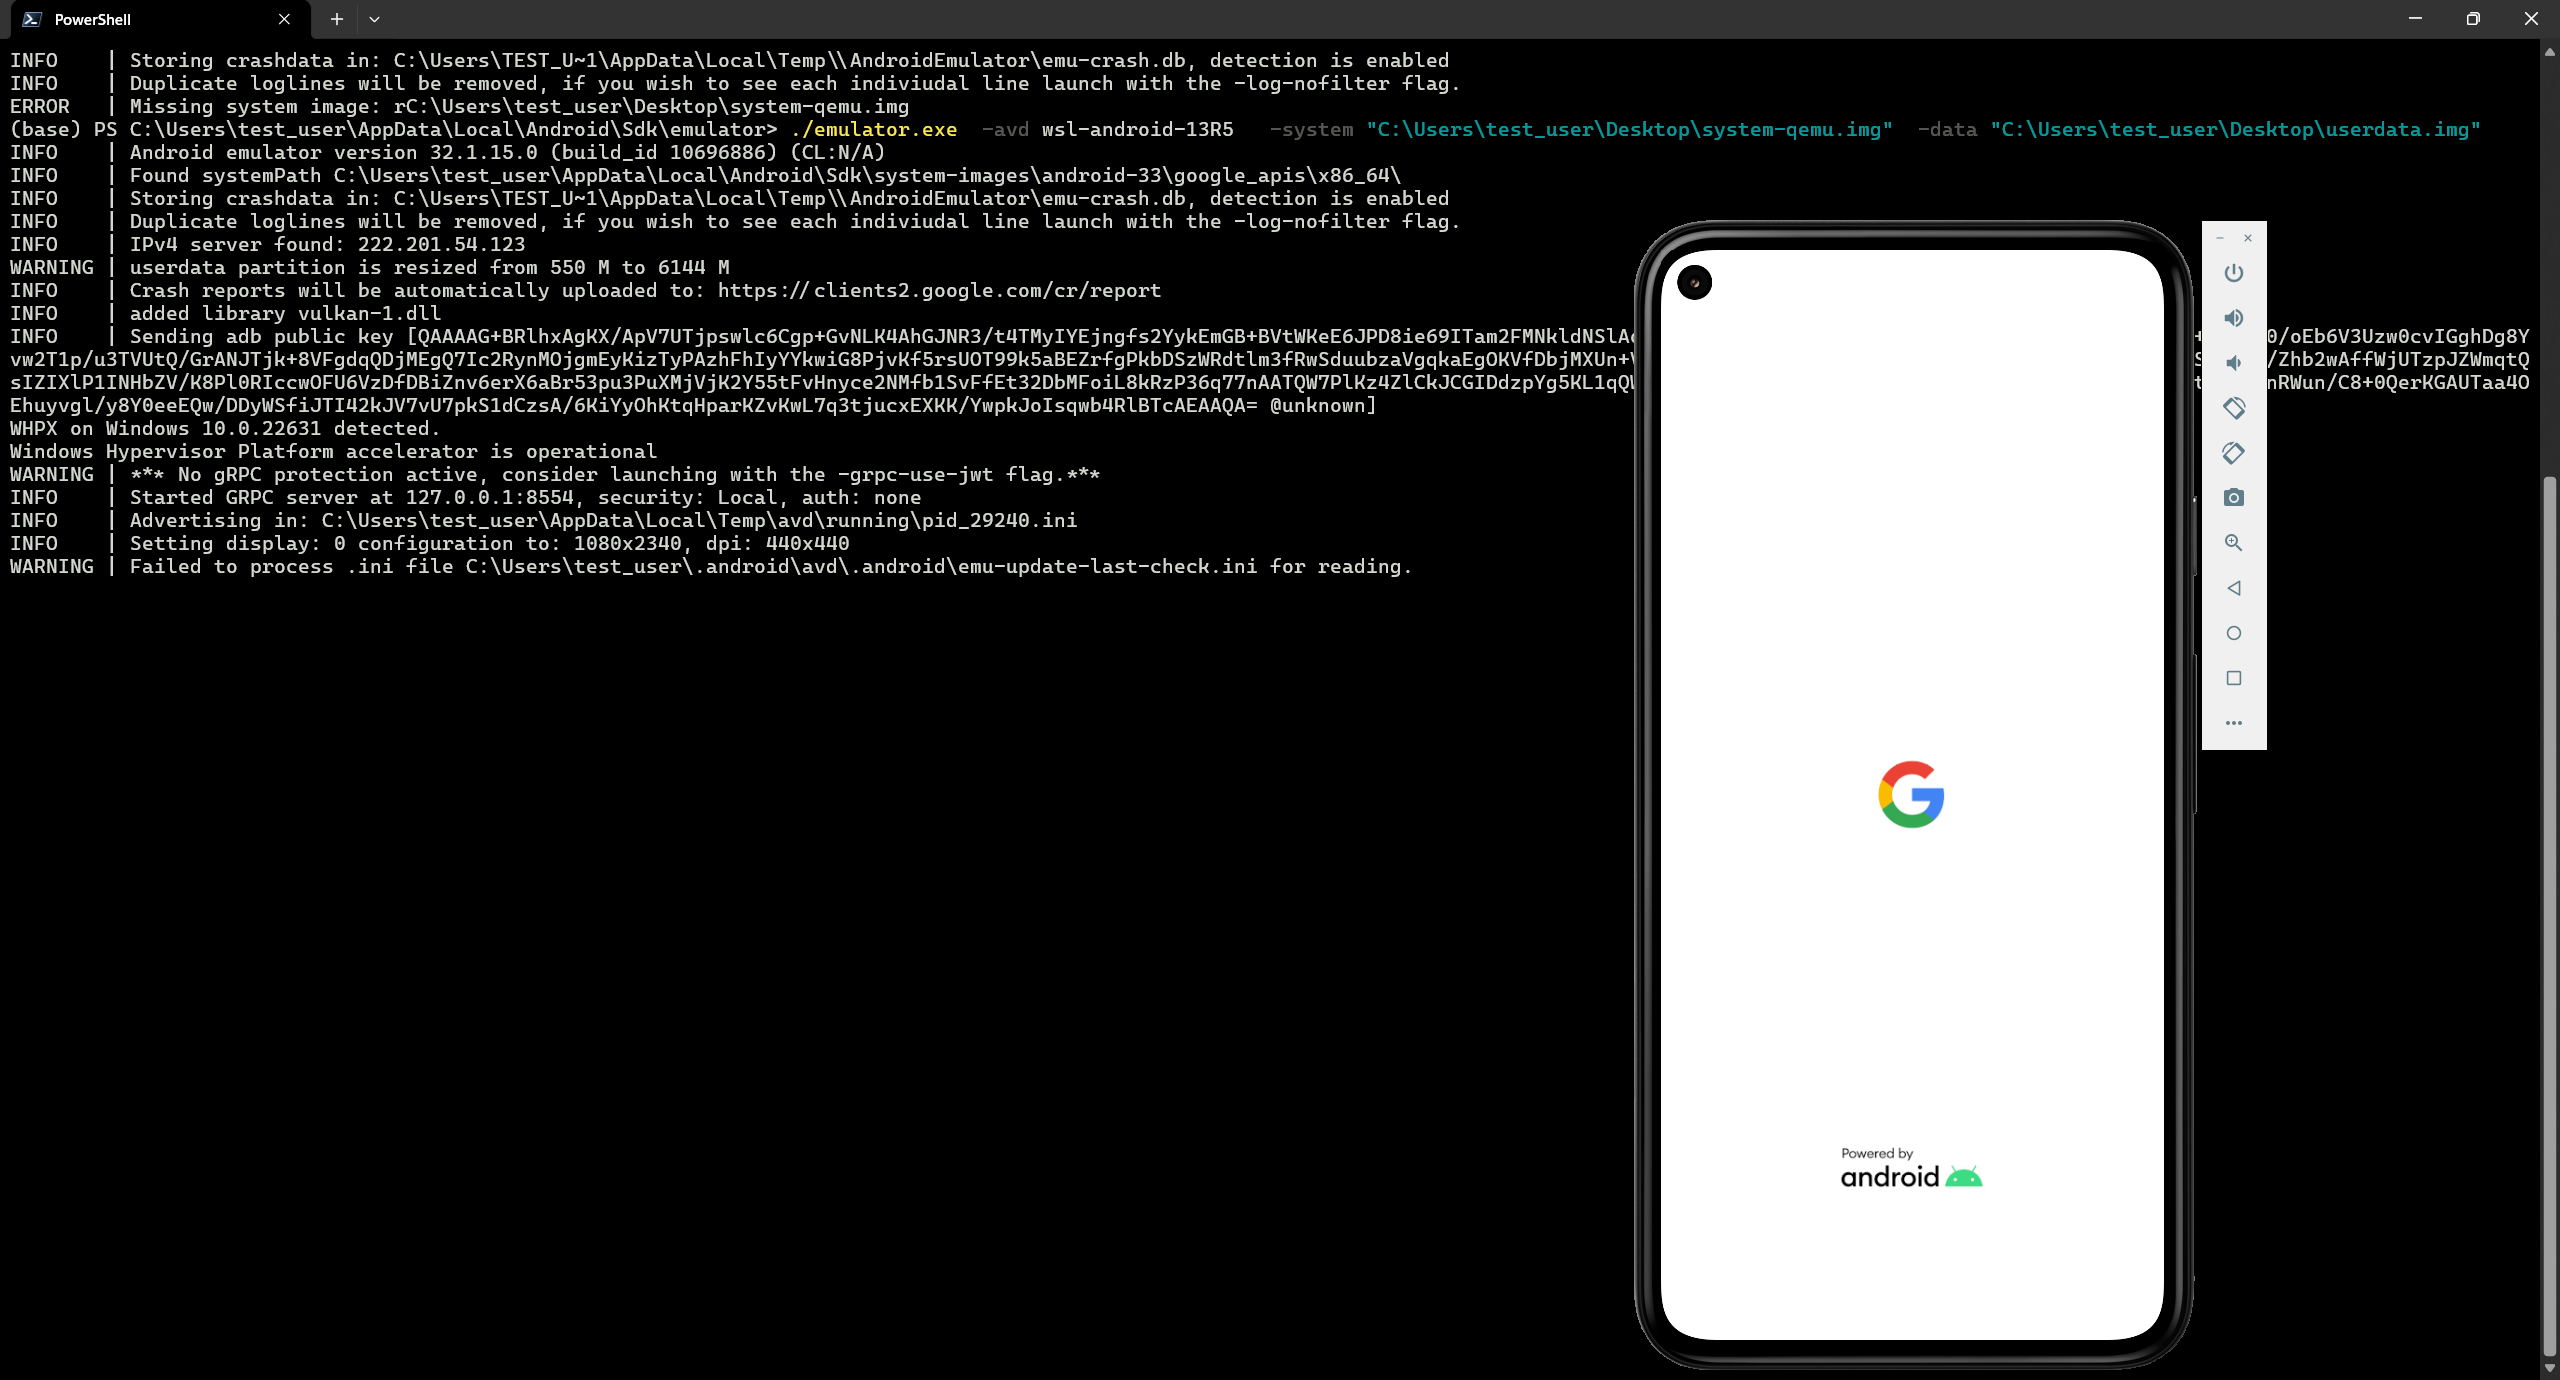 PowerShell
INFO    | Storing crashdata in: C:\Users\TEST_U~1\AppData\Local\Temp\\AndroidEmulator\emu-crash.db, detection is enabled
INFO    | Duplicate loglines will be removed, if you wish to see each indiviudal line launch with the -log-nofilter flag.
ERROR   | Missing system image: rC:\Users\test_user\Desktop\system-qemu.img
(base) PS C:\Users\test_user\AppData\Local\Android\Sdk\emulator> ./emulator.exe  -avd wsl-android-13R5   -system "C:\Users\test_user\Desktop\system-qemu.img"  -data "C:\Users\test_user\Desktop\userdata.img"
INFO    | Android emulator version 32.1.15.0 (build_id 10696886) (CL:N/A)
INFO    | Found systemPath C:\Users\test_user\AppData\Local\Android\Sdk\system-images\android-33\google_apis\x86_64\
INFO    | Storing crashdata in: C:\Users\TEST_U~1\AppData\Local\Temp\\AndroidEmulator\emu-crash.db, detection is enabled
INFO    | Duplicate loglines will be removed, if you wish to see each indiviudal line launch with the -log-nofilter flag.
INFO    | IPv4 server found: 222.201.54.123
WARNING | userdata partition is resized from 550 M to 6144 M
INFO    | Crash reports will be automatically uploaded to: https://clients2.google.com/cr/report
INFO    | added library vulkan-1.dll
INFO    | Sending adb public key [QAAAAG+BRlhxAgKX/ApV7UTjpswlc6Cgp+GvNLK4AhGJNR3/t4TMyIYEjngfs2YykEmGB+BVtWKeE6JPD8ie69ITam2FMNkldNSlA 0/oEb6V3Uzw0cvIGghDg8Y
vw2T1p/u3TVUtQ/GrANJTjk+8VFgdqQDjMEgQ7Ic2RynMOjgmEyKizTyPAzhFhIyYYkwiG8PjvKf5rsUOT99k5aBEZrfgPkbDSzWRdtlm3fRwSduubzaVgqkaEgOKVfDbjMXUn+ /Zhb2wAffWjUTzpJZWmqtQ
sIZIXlP1INHbZV/K8Pl0RIccwOFU6VzDfDBiZnv6erX6aBr53pu3PuXMjVjK2Y55tFvHnyce2NMfb1SvFfEt32DbMFoiL8kRzP36q77nAATQW7PlKz4ZlCkJCGIDdzpYg5KL1qQ nRWun/C8+0QerKGAUTaa4O
Ehuyvgl/y8Y0eeEQw/DDyWSfiJTI42kJV7vU7pkS1dCzsA/6KiYyOhKtqHparKZvKwL7q3tjucxEXKK/YwpkJoIsqwb4RlBTcAEAAQA= @unknown]
WHPX on Windows 10.0.22631 detected.
Windows Hypervisor Platform accelerator is operational
WARNING | *** No gRPC protection active, consider launching with the -grpc-use-jwt flag.***
INFO    | Started GRPC server at 127.0.0.1:8554, security: Local, auth: none
INFO    | Advertising in: C:\Users\test_user\AppData\Local\Temp\avd\running\pid_29240.ini
INFO    | Setting display: 0 configuration to: 1080x2340, dpi: 440x440
WARNING | Failed to process .ini file C:\Users\test_user\.android\avd\.android\emu-update-last-check.ini for reading.
G
Powered by
android